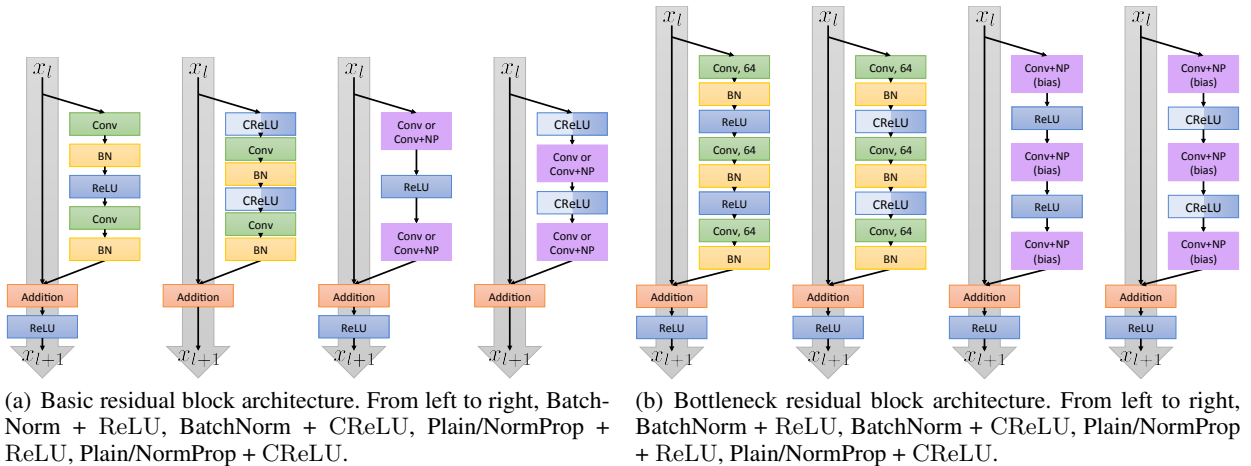 x_l
Conv
BN
ReLU
Conv
BN
Addition
ReLU
x_{l+1}
x_l
CReLU
Conv
BN
CReLU
Conv
BN
Addition
x_{l+1}
x_l
Conv or
Conv+NP
ReLU
Conv or
Conv+NP
Addition
ReLU
x_{l+1}
x_l
CReLU
Conv or
Conv+NP
CReLU
Conv or
Conv+NP
Addition
x_{l+1}
(a) Basic residual block architecture. From left to right, Batch-
Norm + ReLU, BatchNorm + CReLU, Plain/NormProp +
ReLU, Plain/NormProp + CReLU.
x_l
Conv, 64
BN
ReLU
Conv, 64
BN
ReLU
Conv, 64
BN
Addition
ReLU
x_{l+1}
x_l
Conv, 64
BN
CReLU
Conv, 64
BN
CReLU
Conv, 64
BN
Addition
ReLU
x_{l+1}
x_l
Conv+NP
(bias)
ReLU
Conv+NP
(bias)
ReLU
Conv+NP
(bias)
Addition
ReLU
x_{l+1}
x_l
Conv+NP
(bias)
CReLU
Conv+NP
(bias)
CReLU
Conv+NP
(bias)
Addition
ReLU
x_{l+1}
(b) Bottleneck residual block architecture. From left to right,
BatchNorm + ReLU, BatchNorm + CReLU, Plain/NormProp
+ ReLU, Plain/NormProp + CReLU.